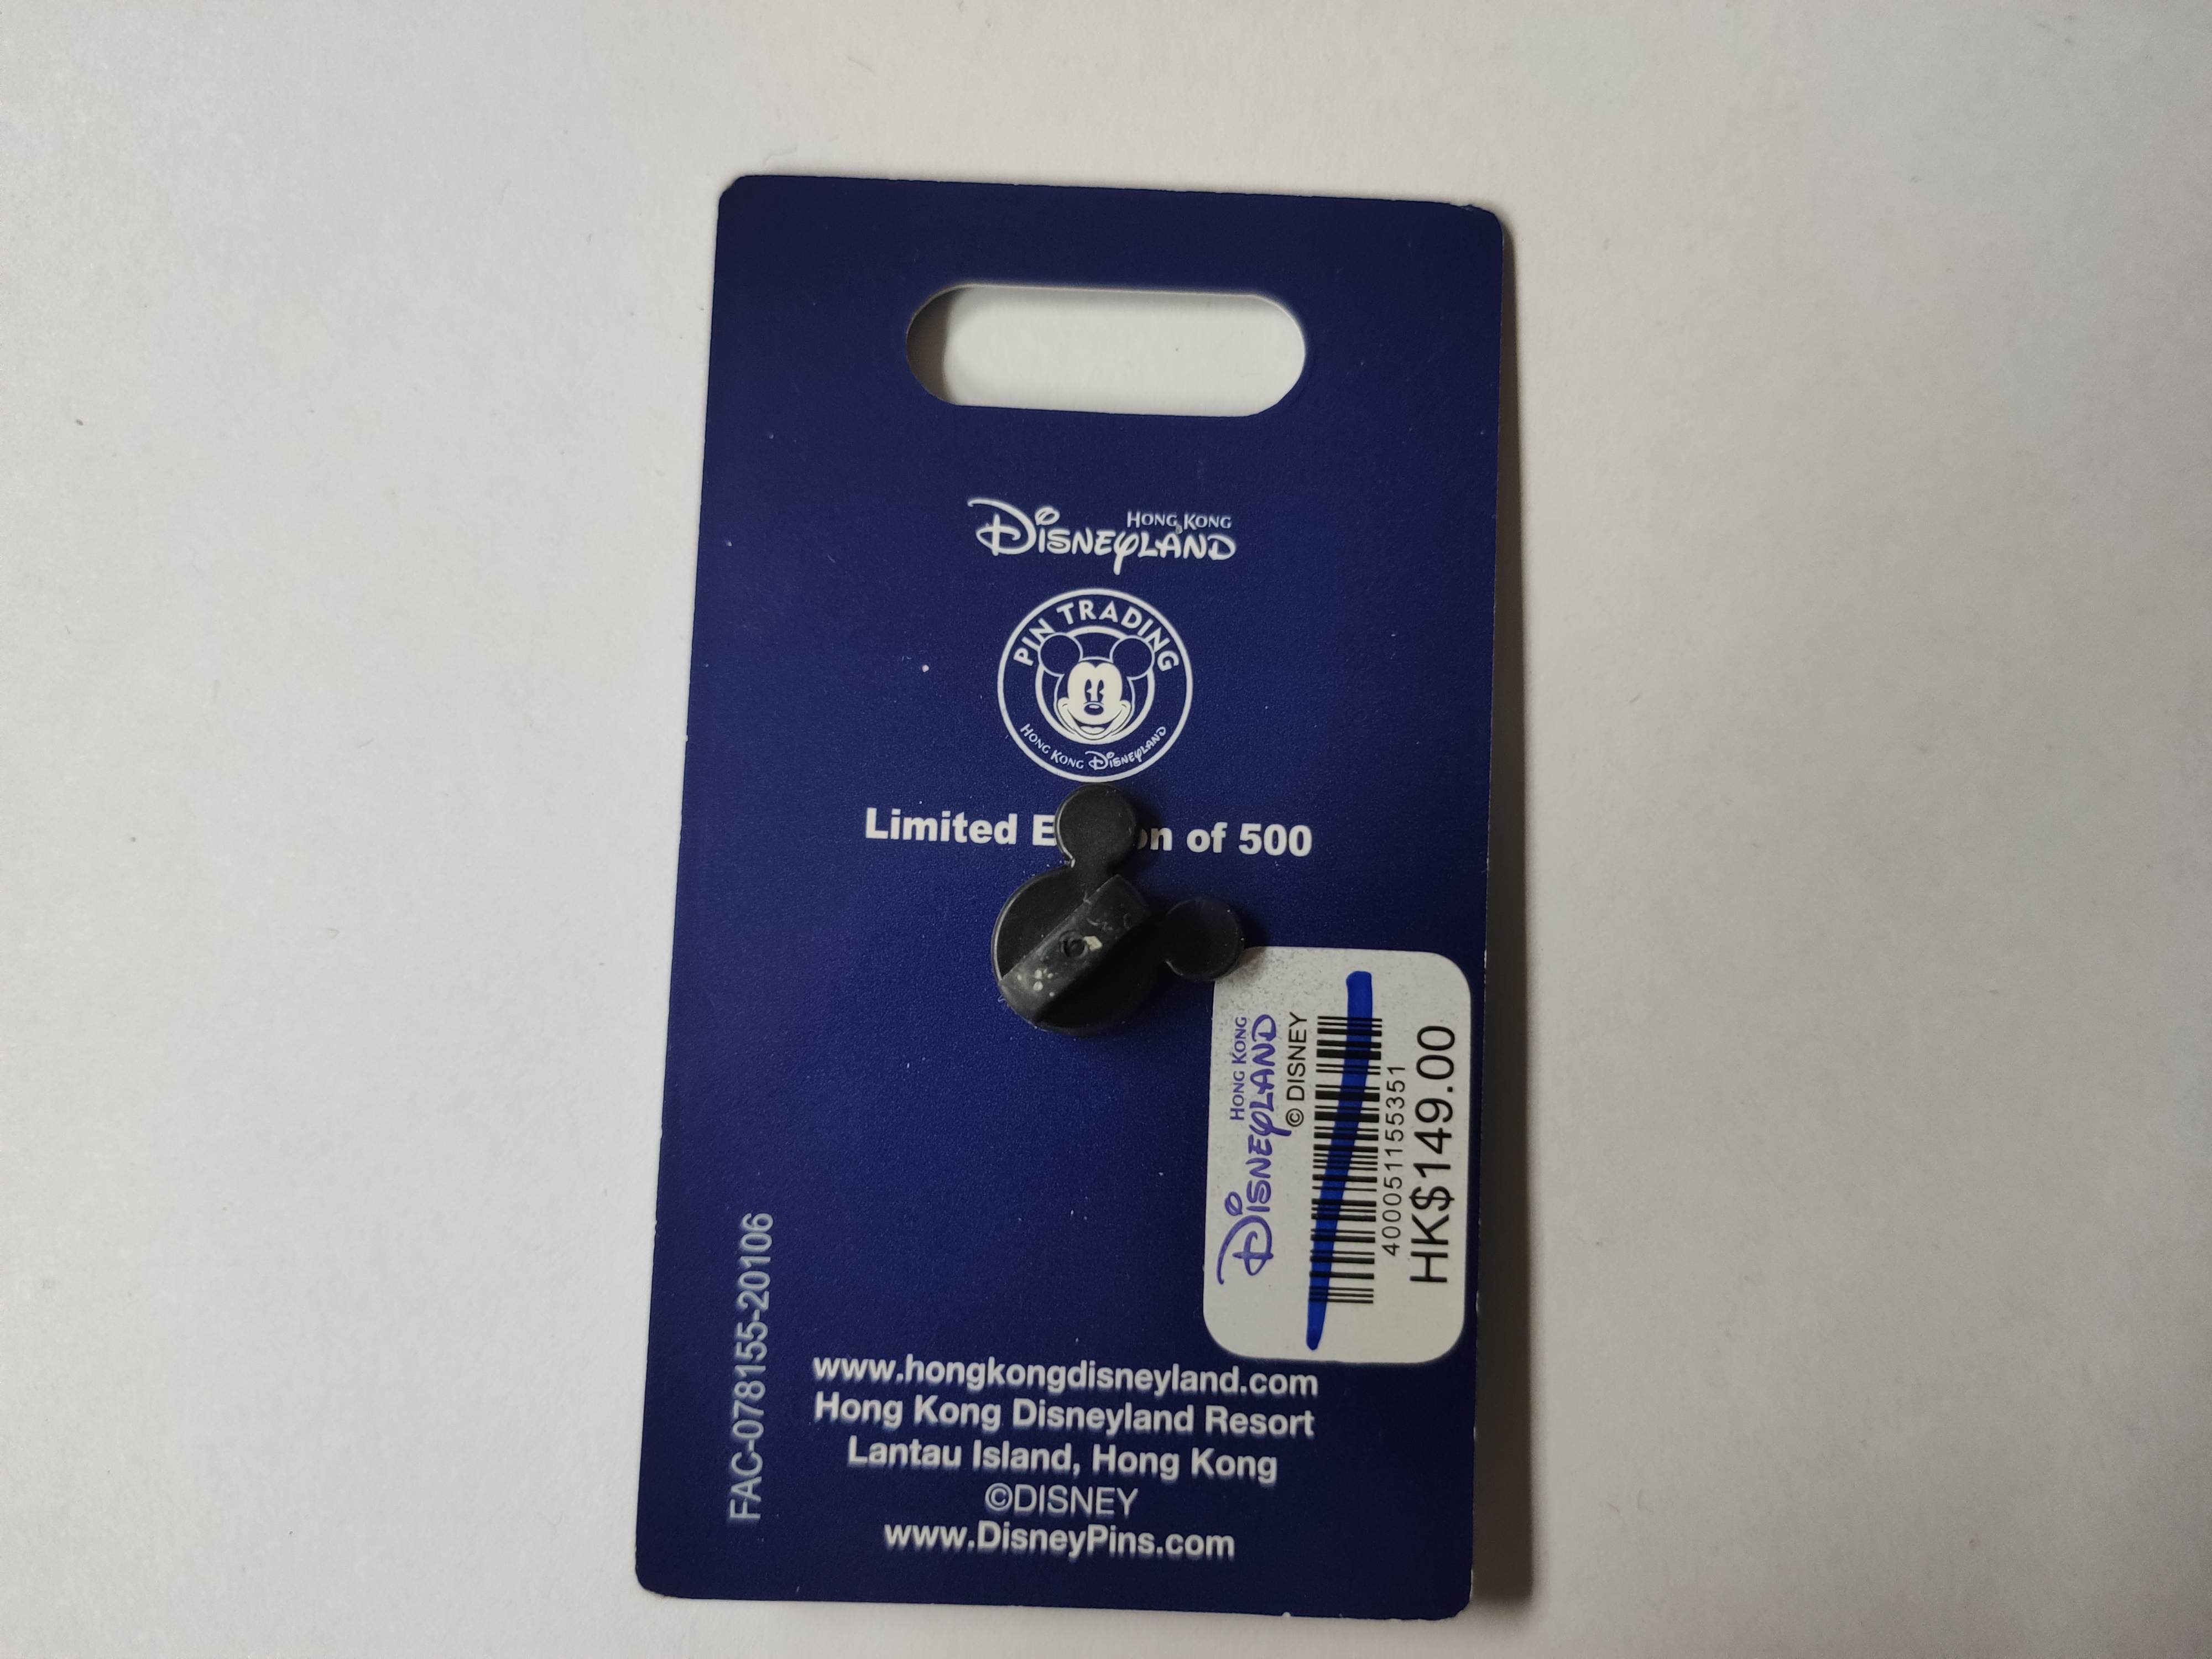 HONG KONG
DISNEYLAND
PIN TRADING
HONG KONG DISNEYLAND
Limited E on of 500
HONG KONG
DISNEYLAND
© DISNEY
400051155351
HK$149.00
FAC-078155-20106
www.hongkongdisneyland.com
Hong Kong Disneyland Resort
Lantau Island, Hong Kong
©DISNEY
www.DisneyPins.com